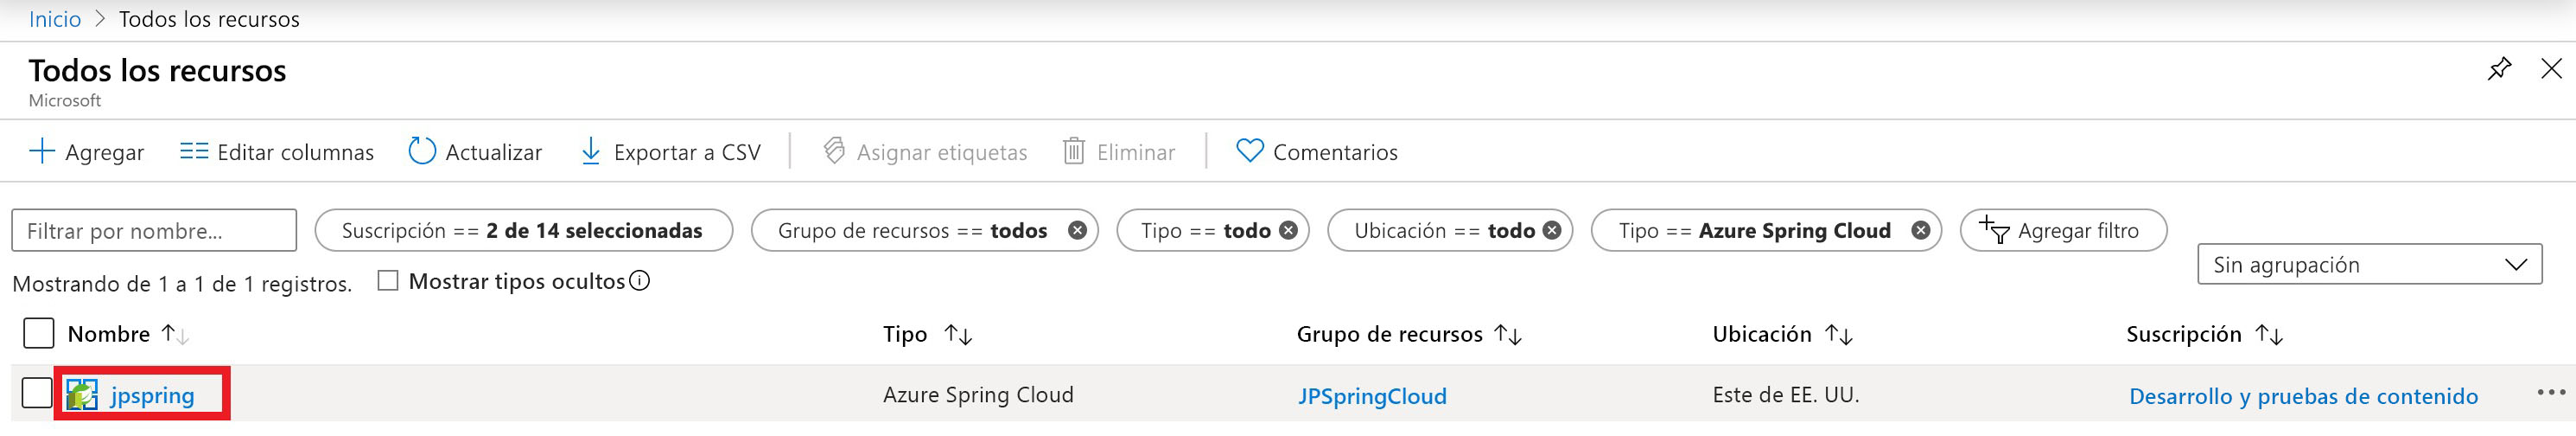 Inicio > Todos los recursos
Todos los recursos
Microsoft
Agregar Editar columnas Actualizar Exportar a CSV Asignar etiquetas Eliminar Comentarios
Filtrar por nombre... Suscripción == 2 de 14 seleccionadas Grupo de recursos == todos Tipo == todo Ubicación == todo Tipo == Azure Spring Cloud Agregar filtro
Sin agrupación
Mostrando de 1 a 1 de 1 registros. Mostrar tipos ocultos
Nombre Tipo Grupo de recursos Ubicación Suscripción
jpspring Azure Spring Cloud JPSpringCloud Este de EE. UU. Desarrollo y pruebas de contenido